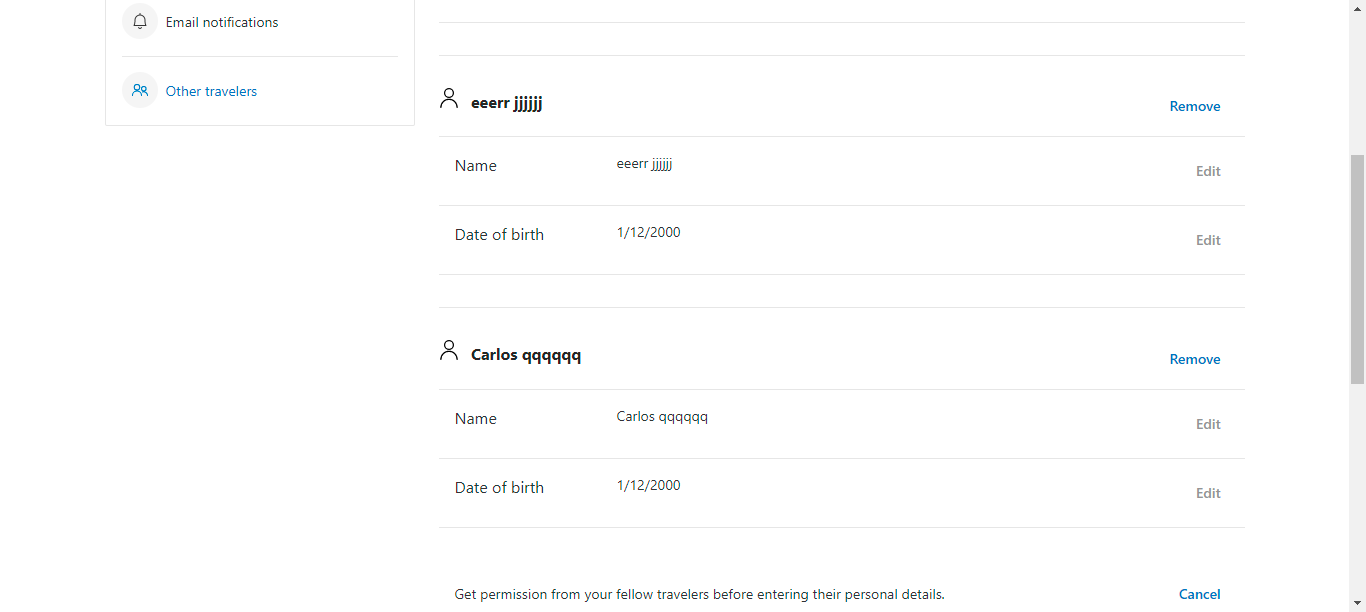 Email notifications
Other travelers
eeerr jjjjjj
Remove
Name
eeerr jjjjjj
Edit
Date of birth
1/12/2000
Edit
Carlos qqqqqq
Remove
Name
Carlos qqqqqq
Edit
Date of birth
1/12/2000
Edit
Get permission from your fellow travelers before entering their personal details.
Cancel